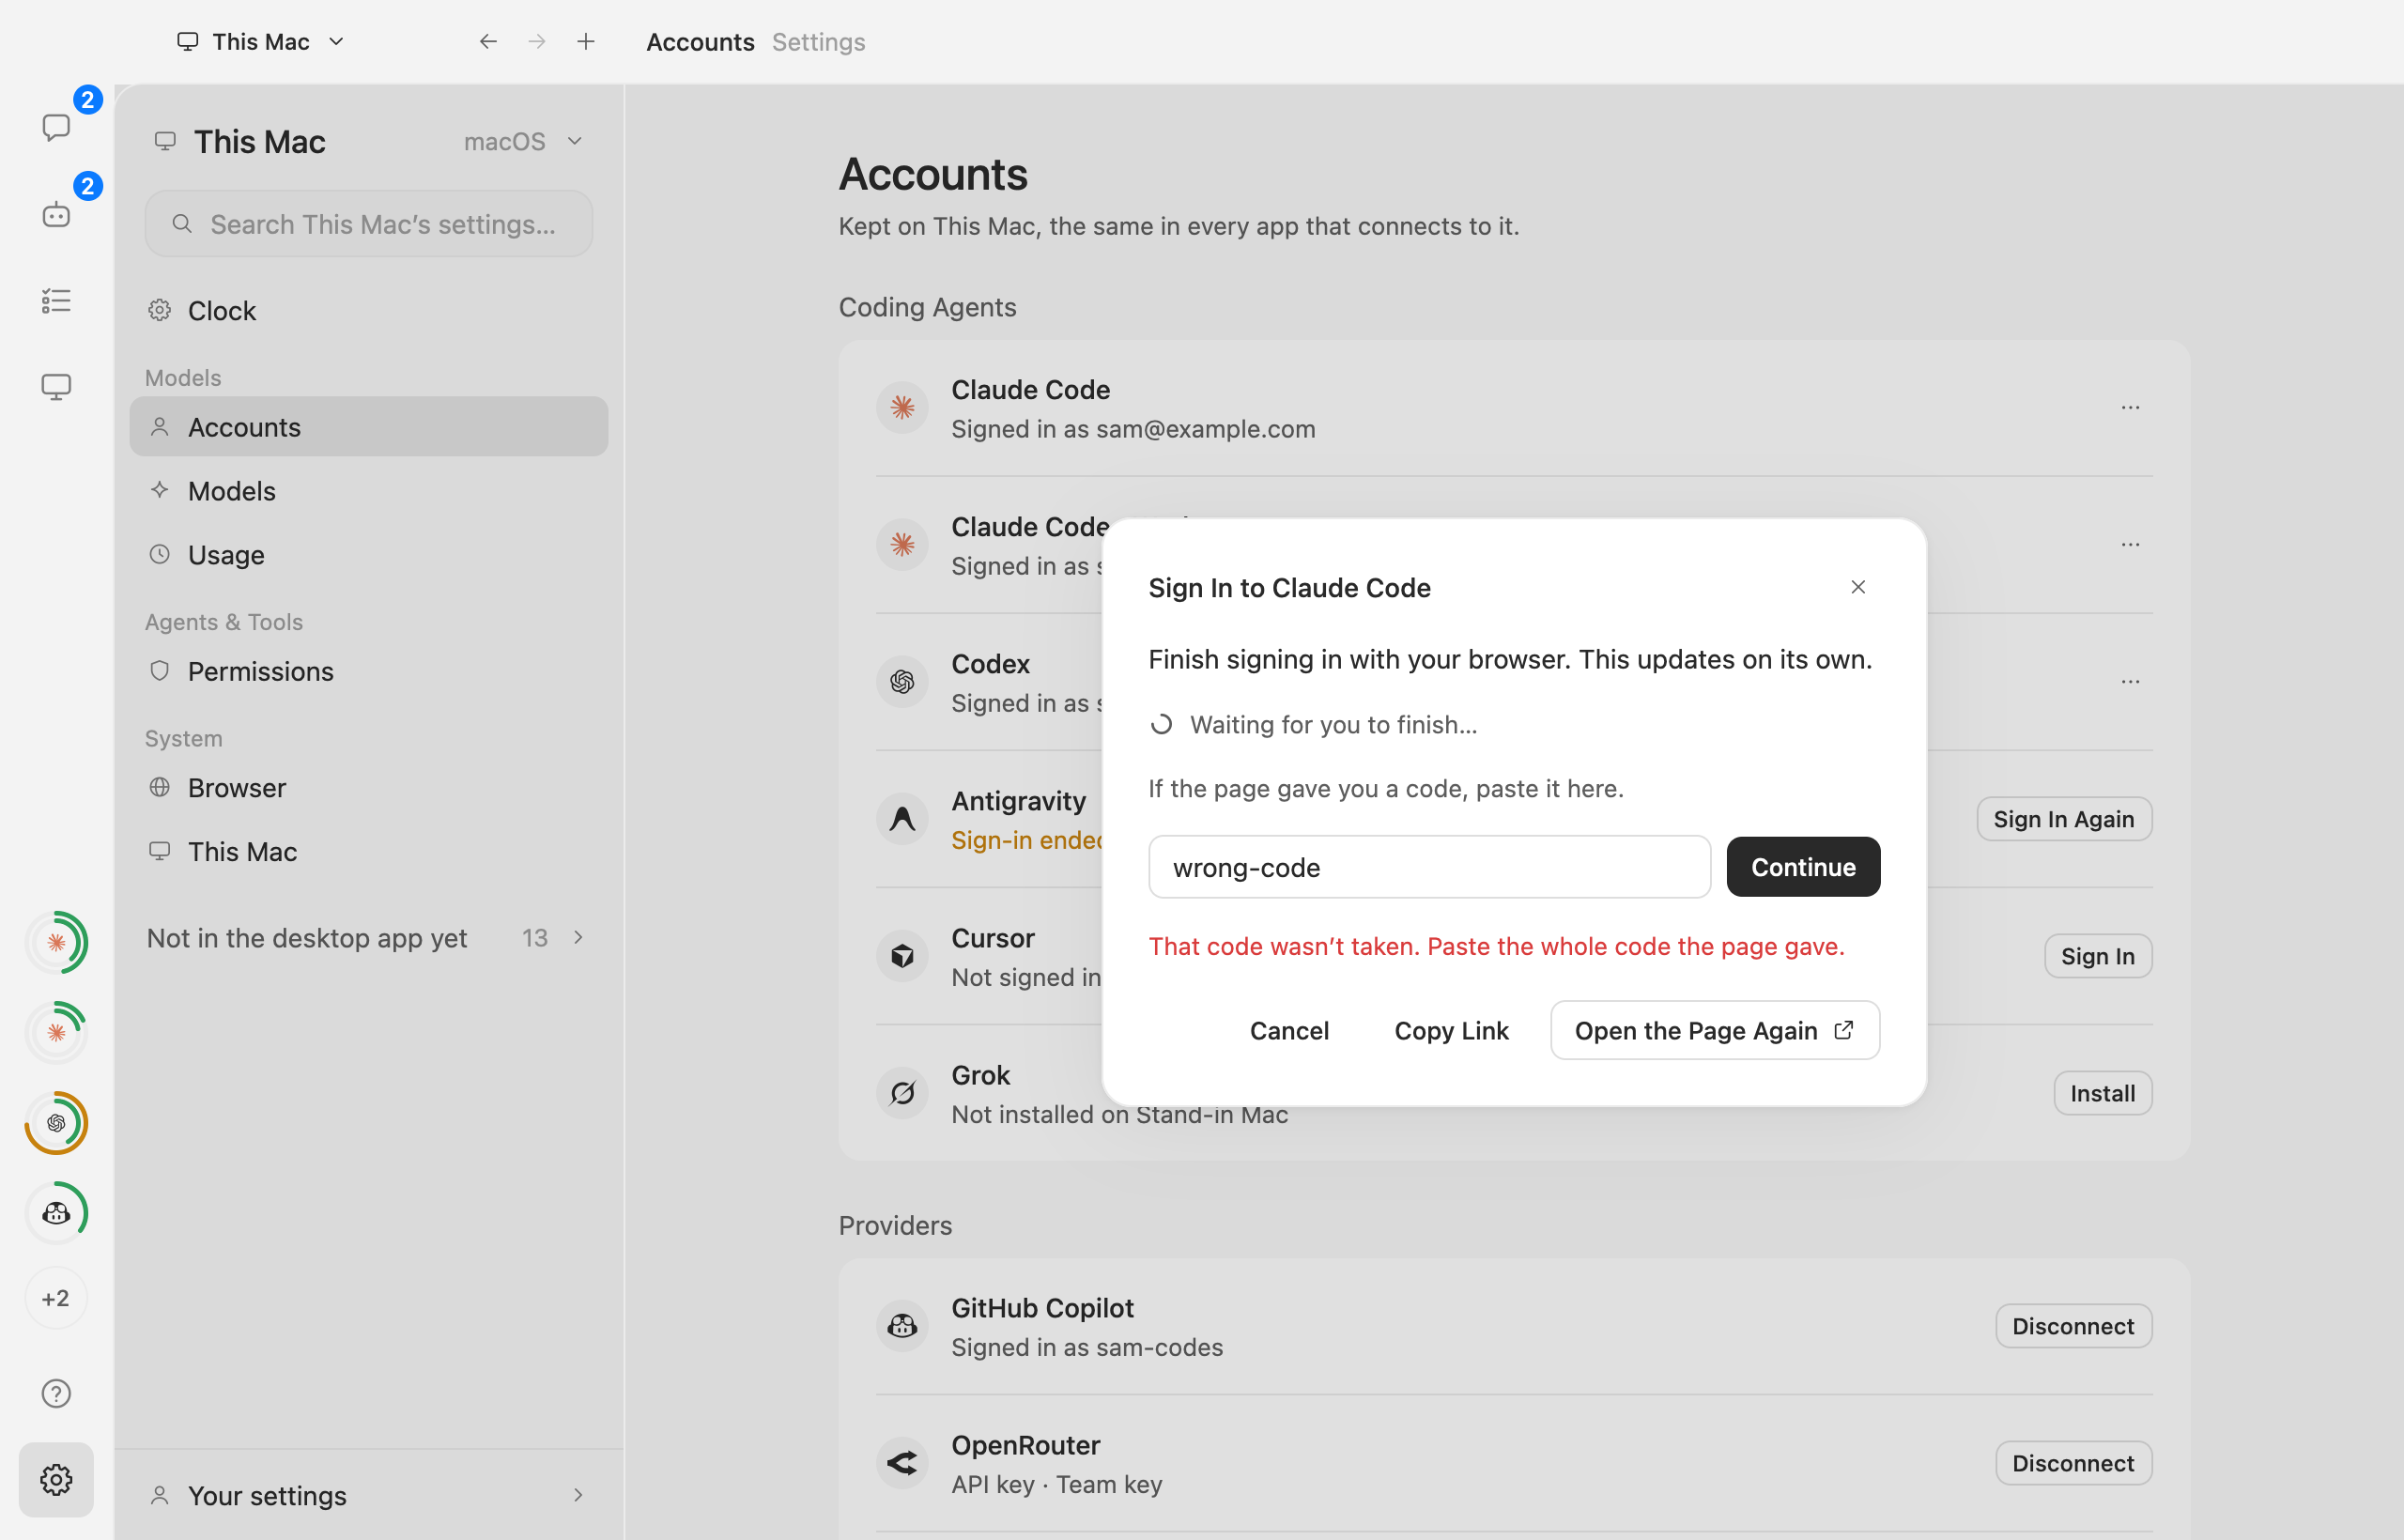 This Mac
Accounts Settings
2
2
This Mac macOS
Search This Mac’s settings...
Clock
Models
Accounts
Models
Usage
Agents & Tools
Permissions
System
Browser
This Mac
Not in the desktop app yet 13
+2
Your settings
Accounts
Kept on This Mac, the same in every app that connects to it.
Coding Agents
Claude Code
Signed in as sam@example.com
Claude Code
Signed in as
Codex
Signed in as
Antigravity
Sign-in ended
Sign In Again
Cursor
Not signed in
Sign In
Grok
Not installed on Stand-in Mac
Install
Sign In to Claude Code
Finish signing in with your browser. This updates on its own.
Waiting for you to finish...
If the page gave you a code, paste it here.
wrong-code
Continue
That code wasn’t taken. Paste the whole code the page gave.
Cancel
Copy Link
Open the Page Again
Providers
GitHub Copilot
Signed in as sam-codes
Disconnect
OpenRouter
API key · Team key
Disconnect